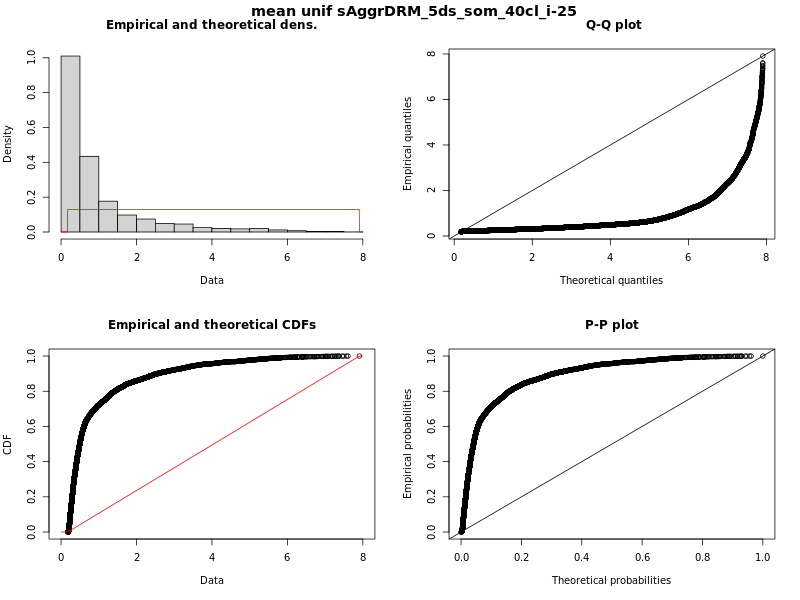 mean unif sAggrDRM_5ds_som_40cl_i-25
Empirical and theoretical dens.
Density
0.0 0.2 0.4 0.6 0.8 1.0
0 2 4 6 8
Data
Q-Q plot
Empirical quantiles
0 2 4 6 8
0 2 4 6 8
Theoretical quantiles
Empirical and theoretical CDFs
CDF
0.0 0.2 0.4 0.6 0.8 1.0
0 2 4 6 8
Data
P-P plot
Empirical probabilities
0.0 0.2 0.4 0.6 0.8 1.0
0.0 0.2 0.4 0.6 0.8 1.0
Theoretical probabilities